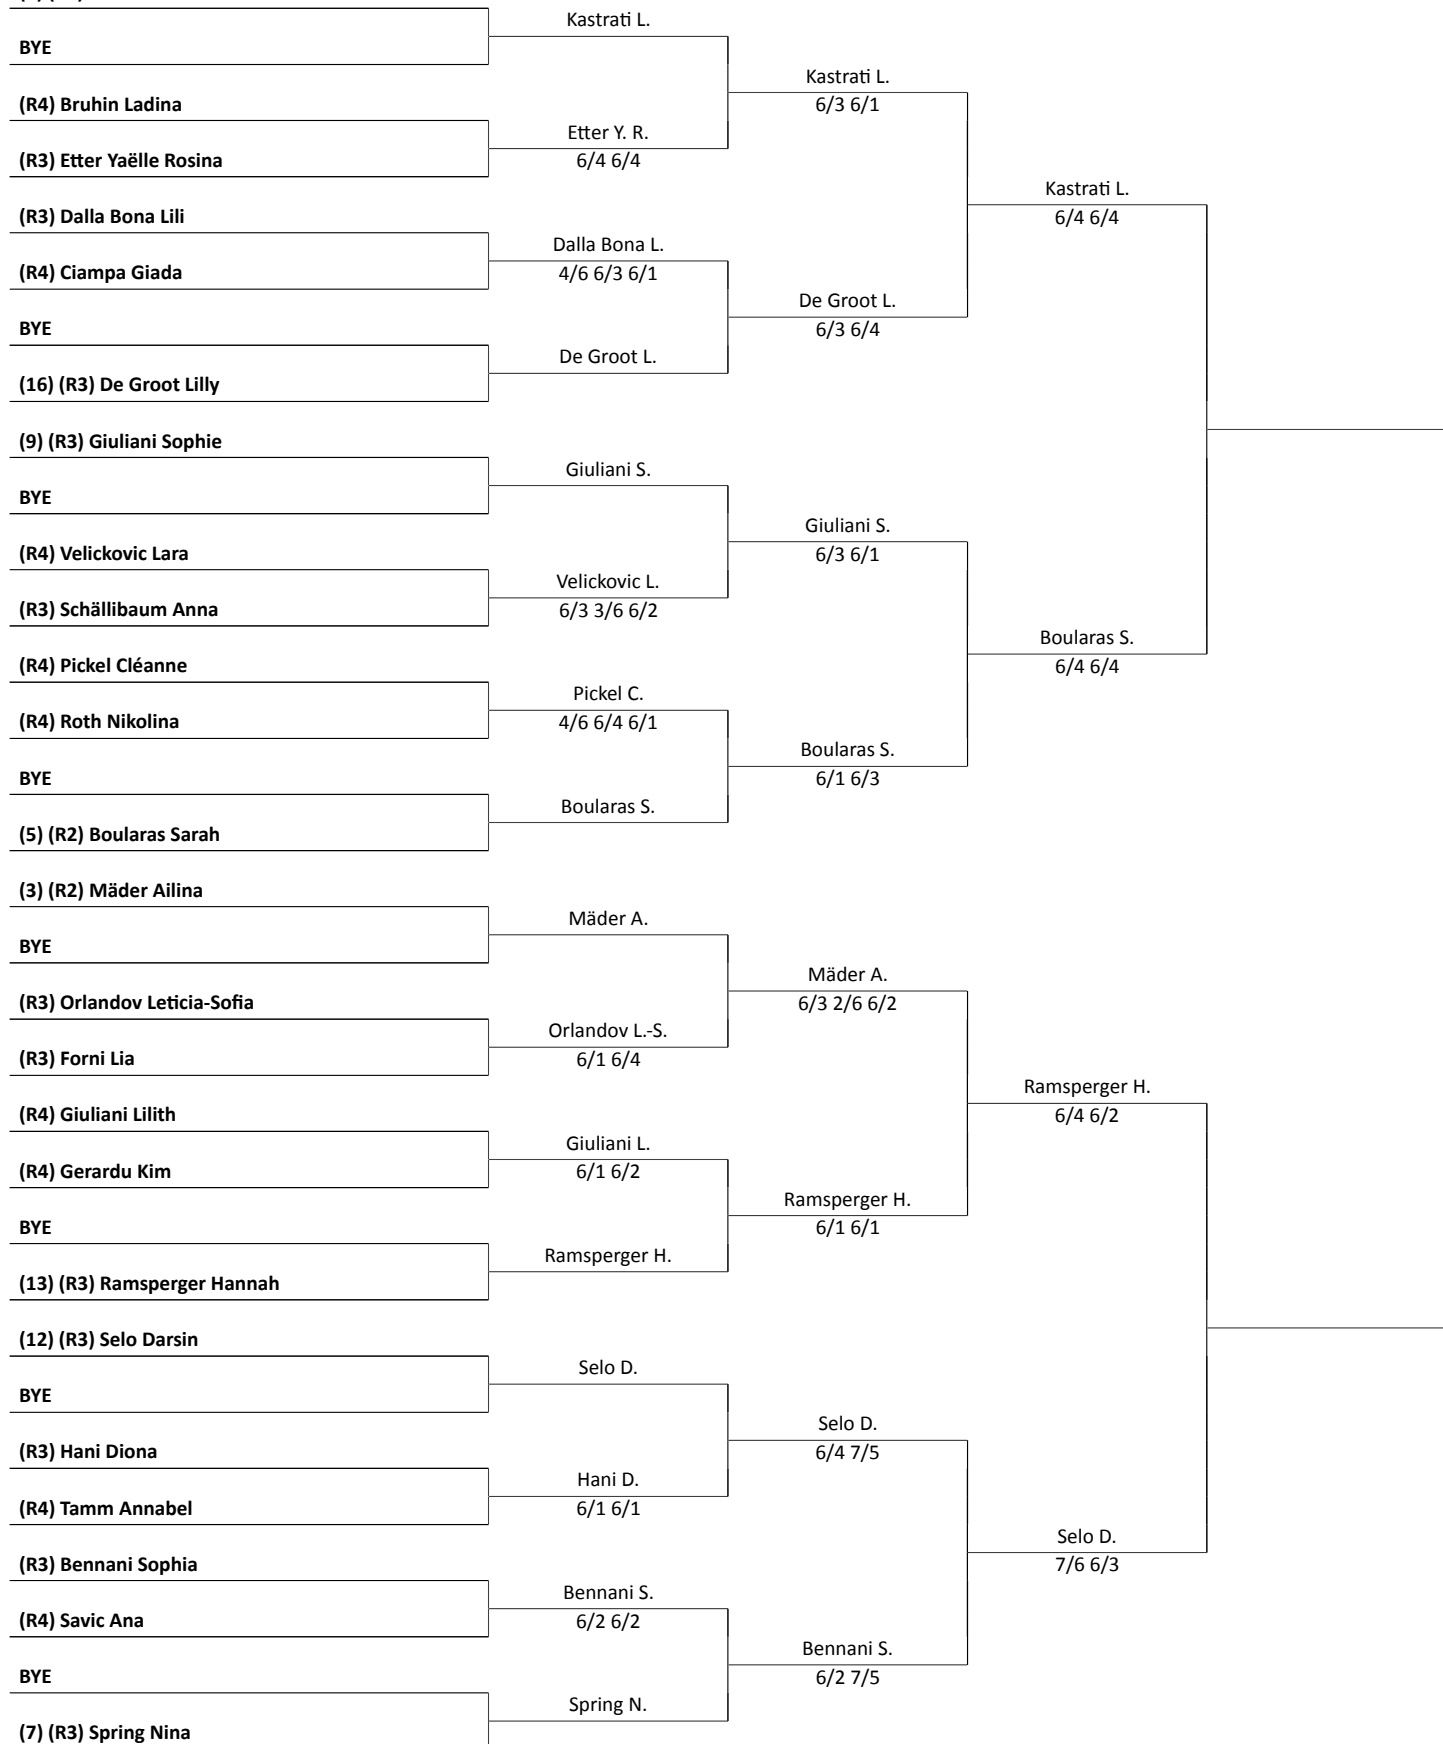 BYE
(R4) Bruhin Ladina
(R3) Etter Yaëlle Rosina
(R3) Dalla Bona Lili
(R4) Ciampa Giada
BYE
(16) (R3) De Groot Lilly
(9) (R3) Giuliani Sophie
BYE
(R4) Velickovic Lara
(R3) Schällibaum Anna
(R4) Pickel Cléanne
(R4) Roth Nikolina
BYE
(5) (R2) Boularas Sarah
(3) (R2) Mäder Ailina
BYE
(R3) Orlandov Leticia-Sofia
(R3) Forni Lia
(R4) Giuliani Lilith
(R4) Gerardu Kim
BYE
(13) (R3) Ramsperger Hannah
(12) (R3) Selo Darsin
BYE
(R3) Hani Diona
(R4) Tamm Annabel
(R3) Bennani Sophia
(R4) Savic Ana
BYE
(7) (R3) Spring Nina
Kastrati L.
Etter Y. R.
6/4 6/4
Dalla Bona L.
4/6 6/3 6/1
De Groot L.
Giuliani S.
Velickovic L.
6/3 3/6 6/2
Pickel C.
4/6 6/4 6/1
Boularas S.
Mäder A.
Orlandov L.-S.
6/1 6/4
Giuliani L.
6/1 6/2
Ramsperger H.
Selo D.
Hani D.
6/1 6/1
Bennani S.
6/2 6/2
Spring N.
Kastrati L.
6/3 6/1
De Groot L.
6/3 6/4
Giuliani S.
6/3 6/1
Boularas S.
6/1 6/3
Mäder A.
6/3 2/6 6/2
Ramsperger H.
6/1 6/1
Selo D.
6/4 7/5
Bennani S.
6/2 7/5
Kastrati L.
6/4 6/4
Boularas S.
6/4 6/4
Ramsperger H.
6/4 6/2
Selo D.
7/6 6/3